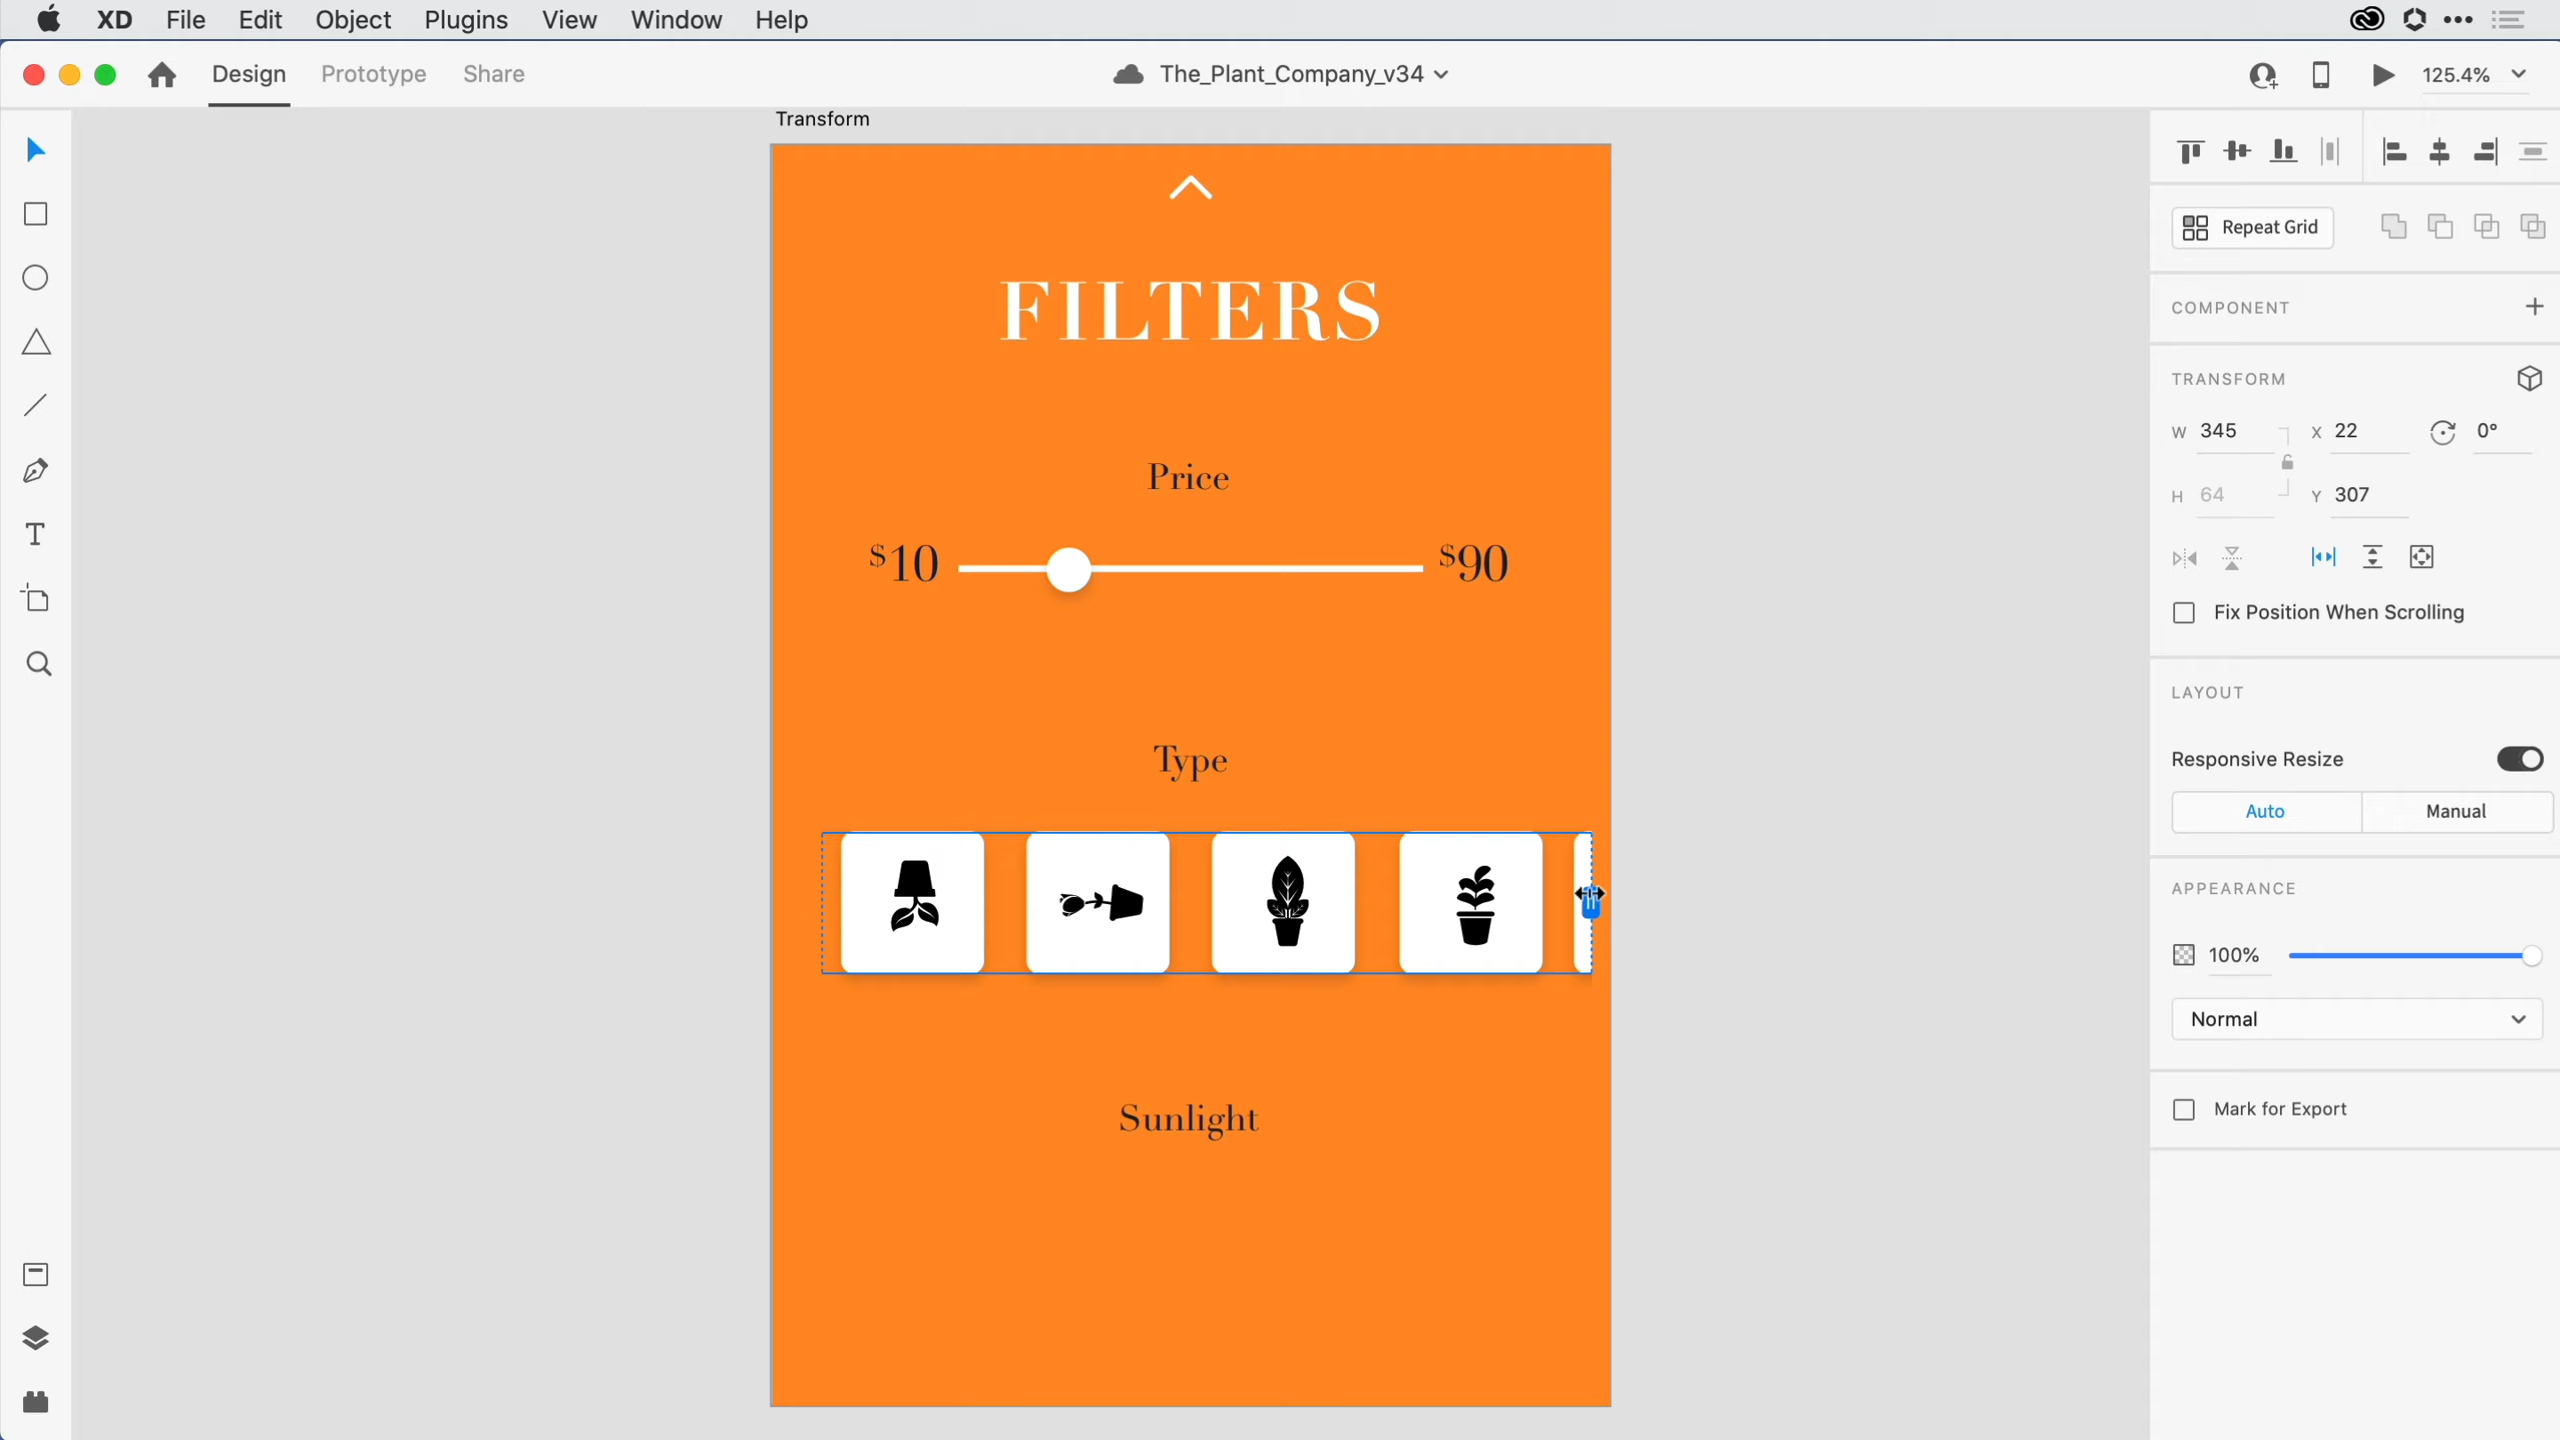 XD File Edit Object Plugins View Window Help
Design Prototype Share The_Plant_Company_v34 125.4%
Transform
FILTERS
Price
$10 $90
Type
Sunlight
Repeat Grid
COMPONENT
TRANSFORM
W 345 X 22 0°
H 64 Y 307
Fix Position When Scrolling
LAYOUT
Responsive Resize
Auto Manual
APPEARANCE
100%
Normal
Mark for Export